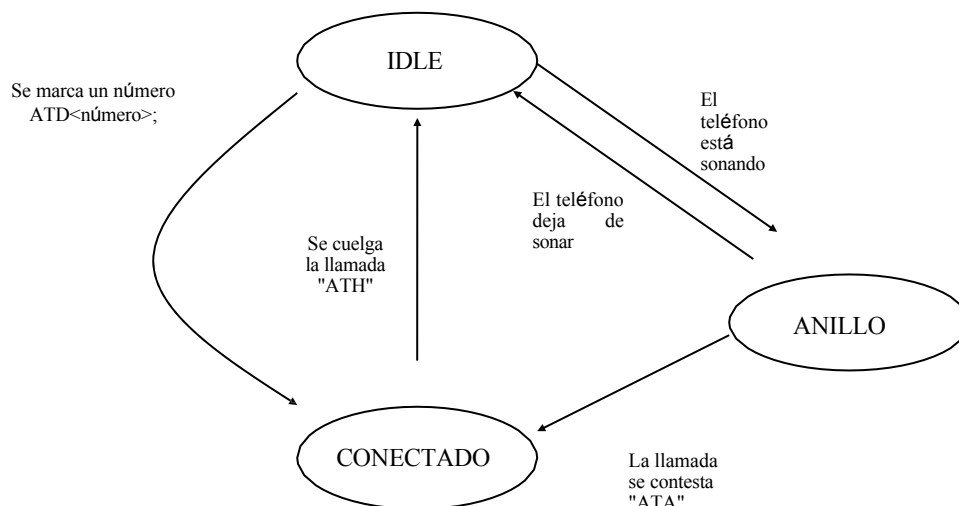 IDLE
Se marca un número
ATD<número>;
El
teléfono
está
sonando
El teléfono
deja de
sonar
Se cuelga
la llamada
"ATH"
ANILLO
CONECTADO
La llamada
se contesta
"ATA"